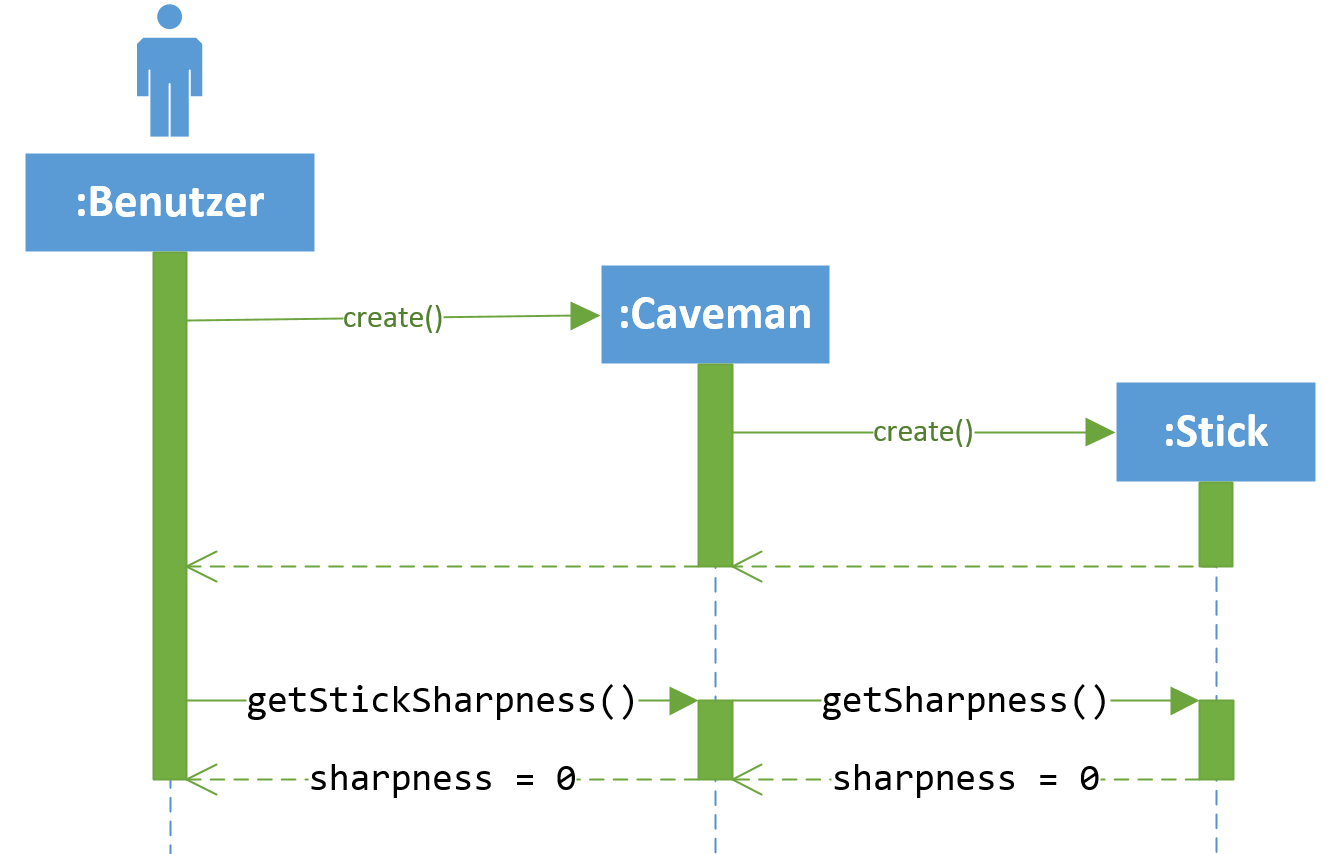 :Benutzer
create()
:Caveman
create()
:Stick
getStickSharpness()
getSharpness()
sharpness = 0
sharpness = 0